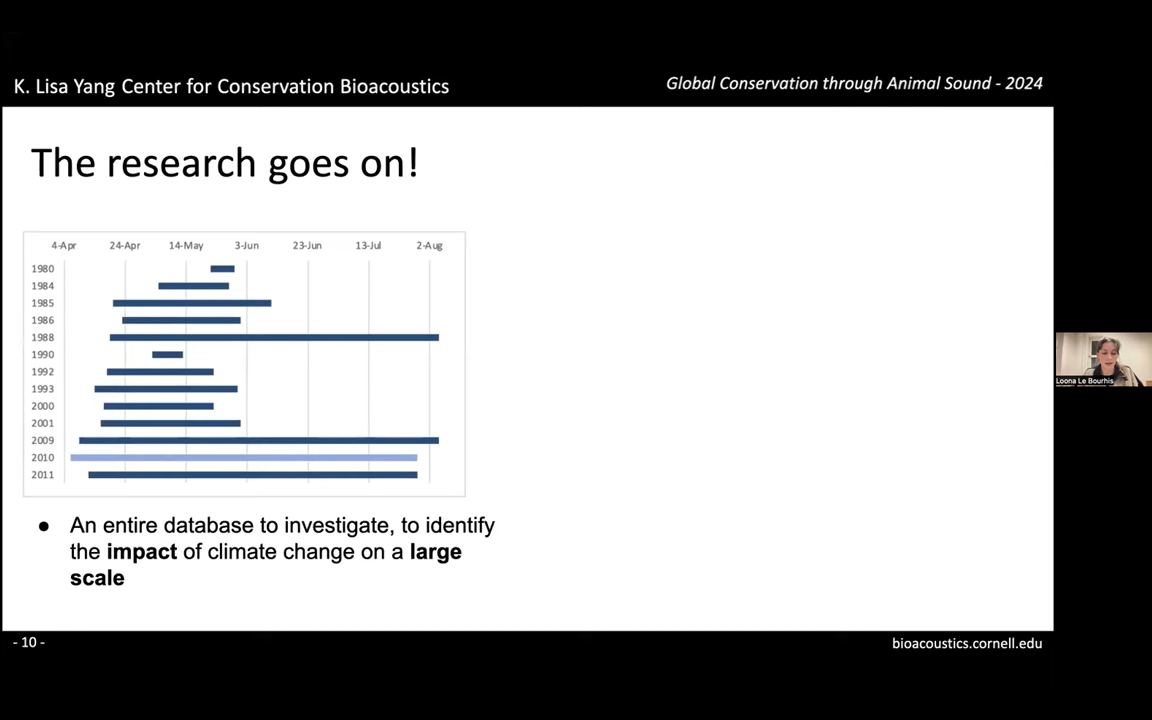 K. Lisa Yang Center for Conservation Bioacoustics
Global Conservation through Animal Sound - 2024
The research goes on!
4-Apr 24-Apr 14-May 3-Jun 23-Jun 13-Jul 2-Aug
1980
1984
1985
1986
1988
1990
1992
1993
2000
2001
2009
2010
2011
● An entire database to investigate, to identify
the impact of climate change on a large
scale
Loona Le Bourhis
- 10 -
bioacoustics.cornell.edu